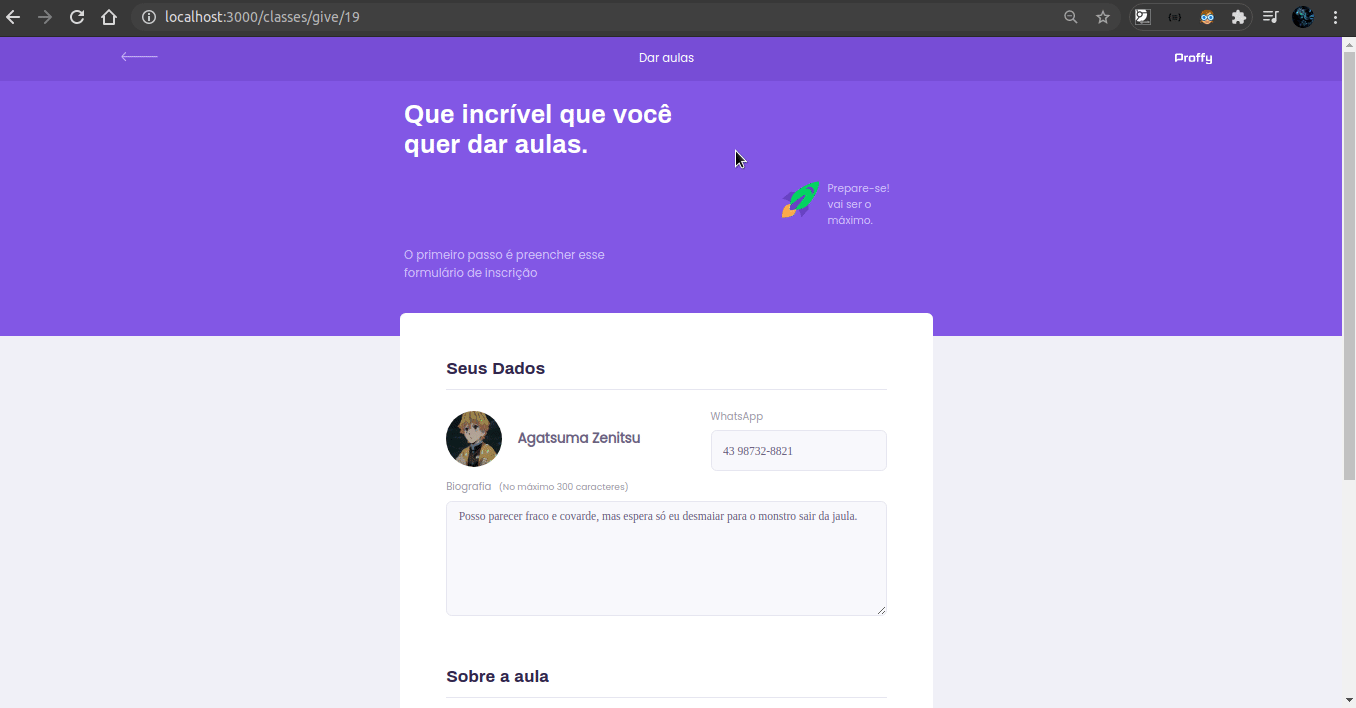 localhost:3000/classes/give/19
Dar aulas
Proffy
Que incrível que você
quer dar aulas.
Prepare-se!
vai ser o
máximo.
O primeiro passo é preencher esse
formulário de inscrição
Seus Dados
Agatsuma Zenitsu
WhatsApp
43 98732-8821
Biografia (No máximo 300 caracteres)
Posso parecer fraco e covarde, mas espera só eu desmaiar para o monstro sair da jaula.
Sobre a aula